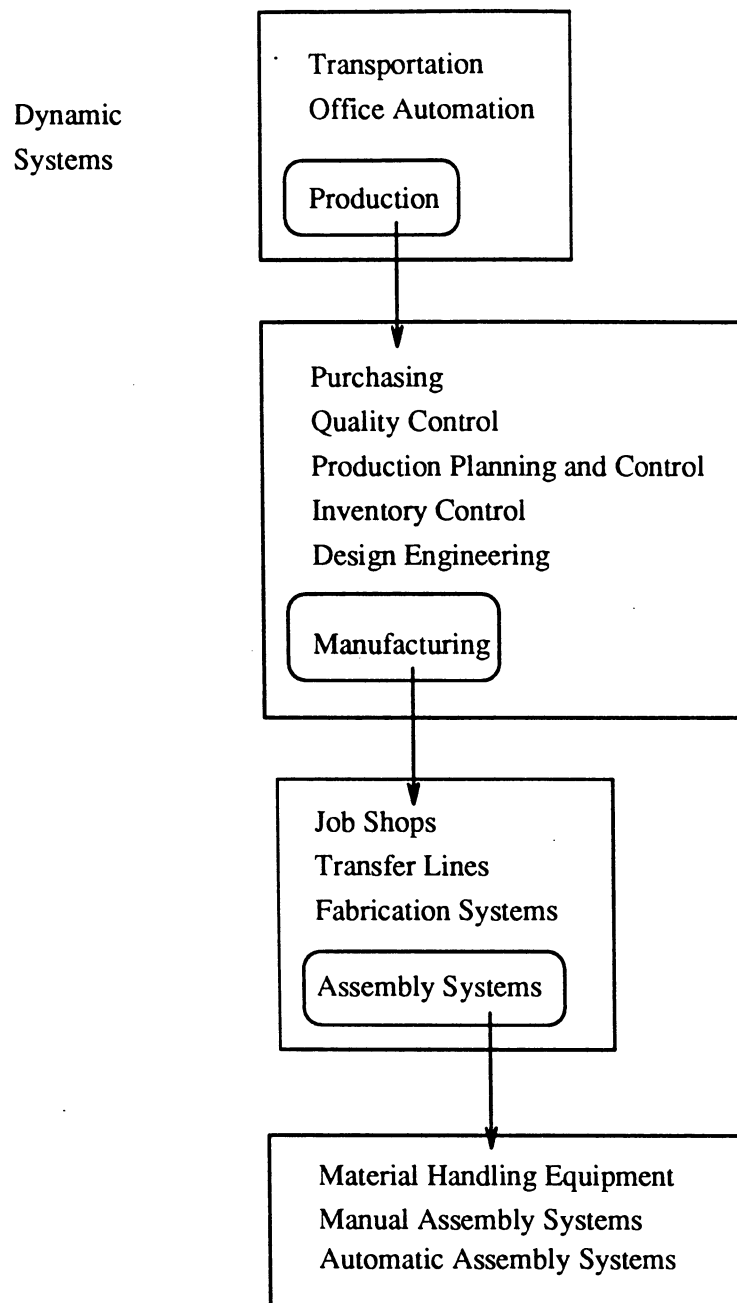 Dynamic
Systems
Transportation
Office Automation
Production
Purchasing
Quality Control
Production Planning and Control
Inventory Control
Design Engineering
Manufacturing
Job Shops
Transfer Lines
Fabrication Systems
Assembly Systems
Material Handling Equipment
Manual Assembly Systems
Automatic Assembly Systems